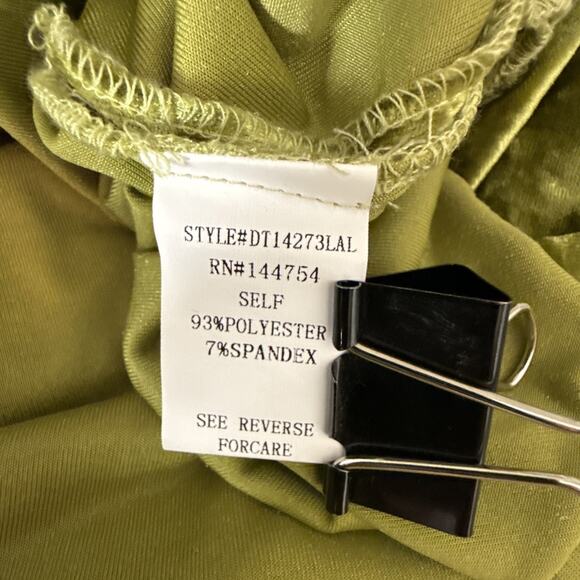 STYLE#DT14273LAL
RN#144754
SELF
93%POLYESTER
7%SPANDEX
SEE REVERSE
FORCARE